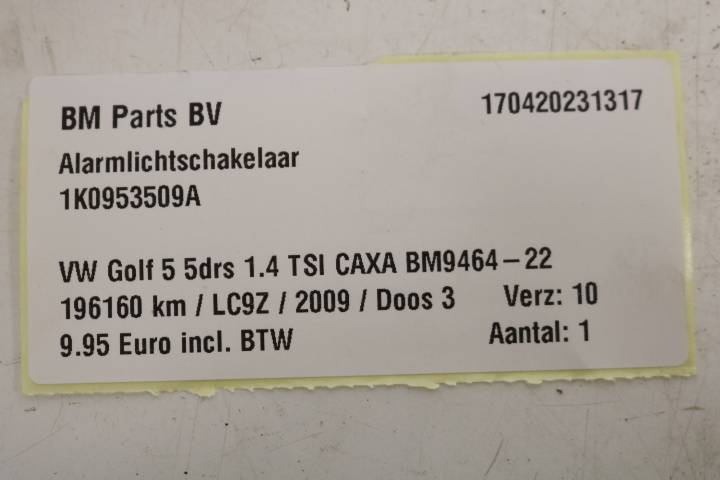 BM Parts BV 170420231317
Alarmlichtschakelaar
1K0953509A
VW Golf 5 5drs 1.4 TSI CAXA BM9464-22
196160 km / LC9Z / 2009 / Doos 3 Verz: 10
9.95 Euro incl. BTW Aantal: 1